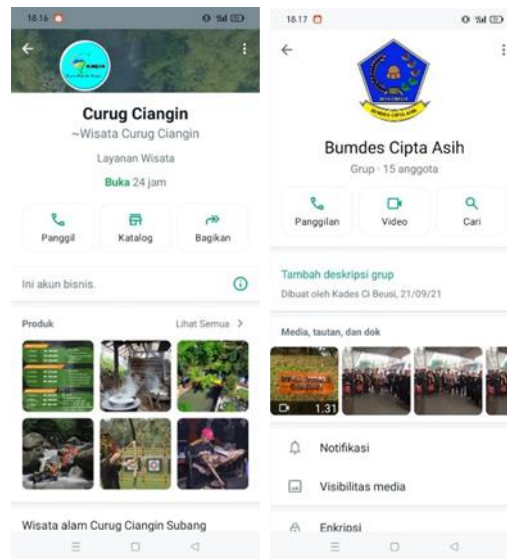 18.16
Curug Ciangin
~Wisata Curug Ciangin
Layanan Wisata
Buka 24 jam
Panggil Katalog Bagikan
Ini akun bisnis.
Produk Lihat Semua >
Wisata alam Curug Ciangin Subang
18.17
Bumdes Cipta Asih
Grup · 15 anggota
Panggilan Video Cari
Tambah deskripsi grup
Dibuat oleh Kades Ci Beusi, 21/09/21
Media, tautan, dan dok
1.31
Notifikasi
Visibilitas media
Enkripsi